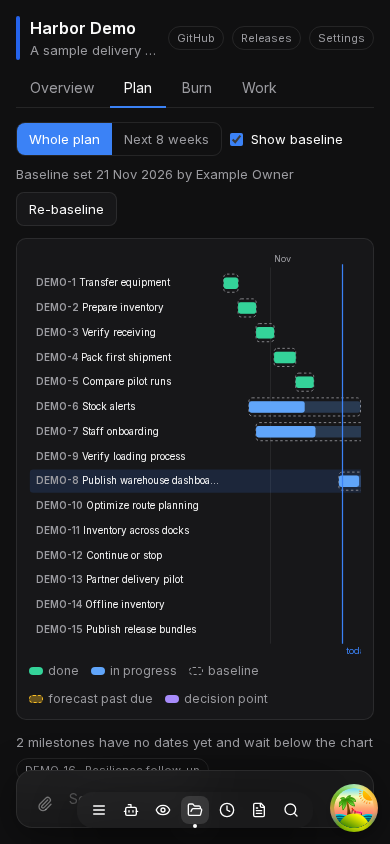 Harbor Demo
A sample delivery ...
GitHub
Releases
Settings
Overview
Plan
Burn
Work
Whole plan
Next 8 weeks
Show baseline
Baseline set 21 Nov 2026 by Example Owner
Re-baseline
Nov
DEMO-1 Transfer equipment
DEMO-2 Prepare inventory
DEMO-3 Verify receiving
DEMO-4 Pack first shipment
DEMO-5 Compare pilot runs
DEMO-6 Stock alerts
DEMO-7 Staff onboarding
DEMO-9 Verify loading process
DEMO-8 Publish warehouse dashboa...
DEMO-10 Optimize route planning
DEMO-11 Inventory across docks
DEMO-12 Continue or stop
DEMO-13 Partner delivery pilot
DEMO-14 Offline inventory
DEMO-15 Publish release bundles
done
in progress
baseline
forecast past due
decision point
2 milestones have no dates yet and wait below the chart
DEMO-16 Resilience follow-up